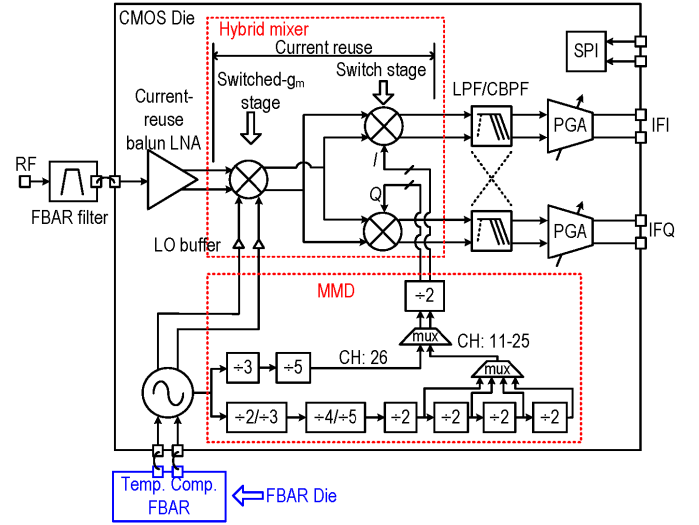 CMOS Die
Hybrid mixer
Current reuse
SPI
Switched-gm
stage
Switch stage
LPF/CBPF
Current-
reuse
balun LNA
PGA
IFI
RF
I
FBAR filter
Q
PGA
IFQ
LO buffer
MMD
÷2
mux
CH: 11-25
÷3
÷5
CH: 26
mux
÷2/÷3
÷4/÷5
÷2
÷2
÷2
÷2
Temp. Comp.
FBAR
FBAR Die